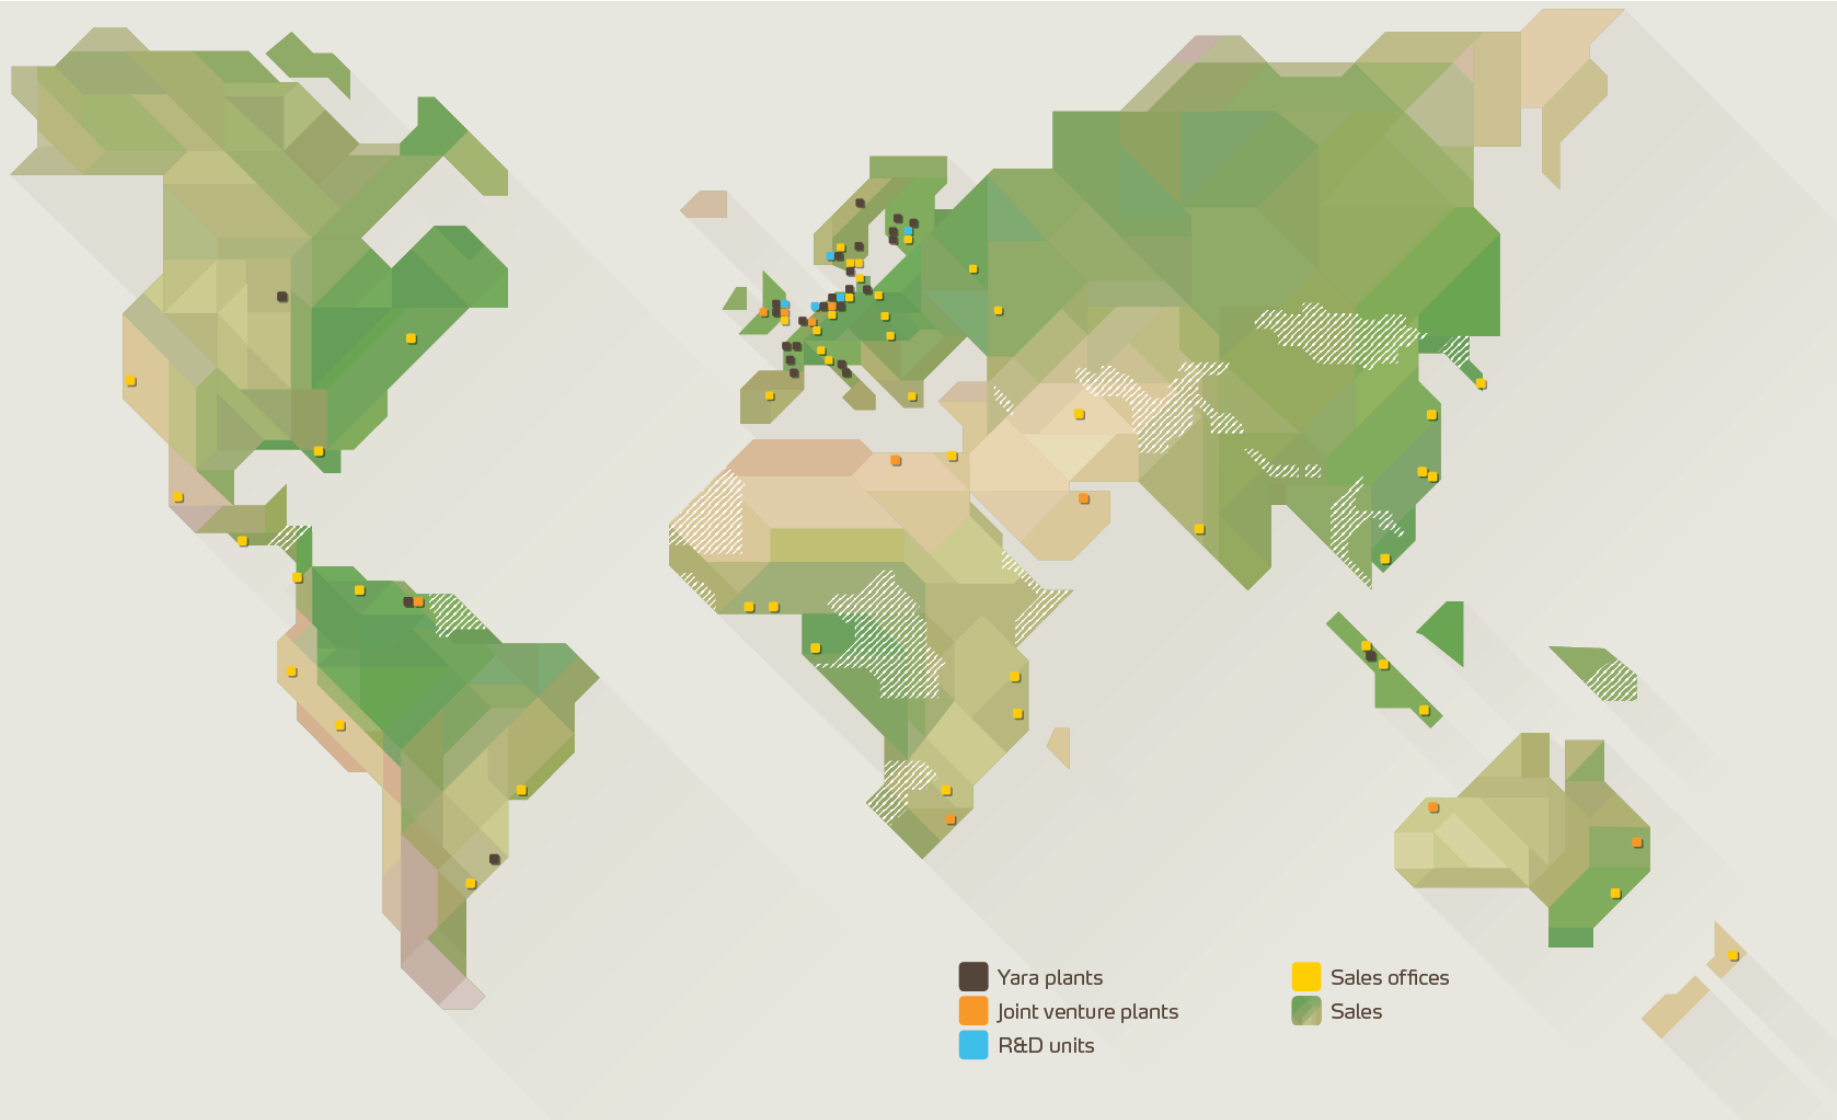 Yara plants
Joint venture plants
R&D units
Sales offices
Sales